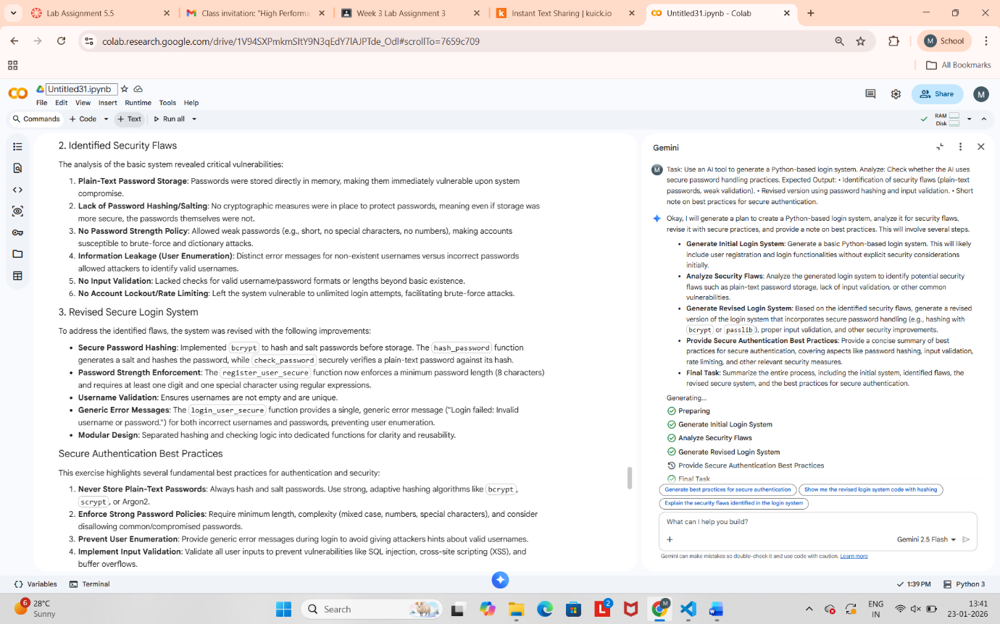 Lab Assignment 5.5
Class invitation: "High Performa
Week 3 Lab Assignment 3
Instant Text Sharing | kuick.io
Untitled31.ipynb - Colab
colab.research.google.com/drive/1V94SXPmkmSItY9N3qEdY7lAJPTde_Odl#scrollTo=7659c709
M School
All Bookmarks
Untitled31.ipynb
File Edit View Insert Runtime Tools Help
Share
M
Commands + Code + Text Run all
RAM
Disk
2. Identified Security Flaws
The analysis of the basic system revealed critical vulnerabilities:
1. Plain-Text Password Storage: Passwords were stored directly in memory, making them immediately vulnerable upon system
compromise.
2. Lack of Password Hashing/Salting: No cryptographic measures were in place to protect passwords, meaning even if storage was
more secure, the passwords themselves were not.
3. No Password Strength Policy: Allowed weak passwords (e.g., short, no special characters, no numbers), making accounts
susceptible to brute-force and dictionary attacks.
4. Information Leakage (User Enumeration): Distinct error messages for non-existent usernames versus incorrect passwords
allowed attackers to identify valid usernames.
5. No Input Validation: Lacked checks for valid username/password formats or lengths beyond basic existence.
6. No Account Lockout/Rate Limiting: Left the system vulnerable to unlimited login attempts, facilitating brute-force attacks.
3. Revised Secure Login System
To address the identified flaws, the system was revised with the following improvements:
• Secure Password Hashing: Implemented bcrypt to hash and salt passwords before storage. The hash_password function
generates a salt and hashes the password, while check_password securely verifies a plain-text password against its hash.
• Password Strength Enforcement: The register_user_secure function now enforces a minimum password length (8 characters)
and requires at least one digit and one special character using regular expressions.
• Username Validation: Ensures usernames are not empty and are unique.
• Generic Error Messages: The login_user_secure function provides a single, generic error message ("Login failed: Invalid
username or password.") for both incorrect usernames and passwords, preventing user enumeration.
• Modular Design: Separated hashing and checking logic into dedicated functions for clarity and reusability.
Secure Authentication Best Practices
This exercise highlights several fundamental best practices for authentication and security:
1. Never Store Plain-Text Passwords: Always hash and salt passwords. Use strong, adaptive hashing algorithms like bcrypt,
scrypt, or Argon2.
2. Enforce Strong Password Policies: Require minimum length, complexity (mixed case, numbers, special characters), and consider
disallowing common/compromised passwords.
3. Prevent User Enumeration: Provide generic error messages during login to avoid giving attackers hints about valid usernames.
4. Implement Input Validation: Validate all user inputs to prevent vulnerabilities like SQL injection, cross-site scripting (XSS), and
buffer overflows.
Gemini
M
Task: Use an AI tool to generate a Python-based login system. Analyze: Check whether the AI uses
secure password handling practices. Expected Output: • Identification of security flaws (plain-text
passwords, weak validation). • Revised version using password hashing and input validation. • Short
note on best practices for secure authentication.
Okay, I will generate a plan to create a Python-based login system, analyze it for security flaws,
revise it with secure practices, and provide a note on best practices. This will involve several steps.
• Generate Initial Login System: Generate a basic Python-based login system. This will likely
include user registration and login functionalities without explicit security considerations
initially.
• Analyze Security Flaws: Analyze the generated login system to identify potential security
flaws such as plain-text password storage, lack of input validation, or other common
vulnerabilities.
• Generate Revised Login System: Based on the identified security flaws, generate a revised
version of the login system that incorporates secure password handling (e.g., hashing with
bcrypt or passlib), proper input validation, and other security improvements.
• Provide Secure Authentication Best Practices: Provide a concise summary of best
practices for secure authentication, covering aspects like password hashing, input validation,
rate limiting, and other relevant security measures.
• Final Task: Summarize the entire process, including the initial system, identified flaws, the
revised secure system, and the best practices for secure authentication.
Generating...
Preparing
Generate Initial Login System
Analyze Security Flaws
Generate Revised Login System
Provide Secure Authentication Best Practices
Final Task
Generate best practices for secure authentication
Show me the revised login system code with hashing
Explain the security flaws identified in the login system
What can I help you build?
Gemini 2.5 Flash
Gemini can make mistakes so double-check it and use code with caution. Learn more
Variables Terminal
1:39 PM Python 3
6
28°C
Sunny
Search
L
2
M
ENG
IN
13:41
23-01-2026